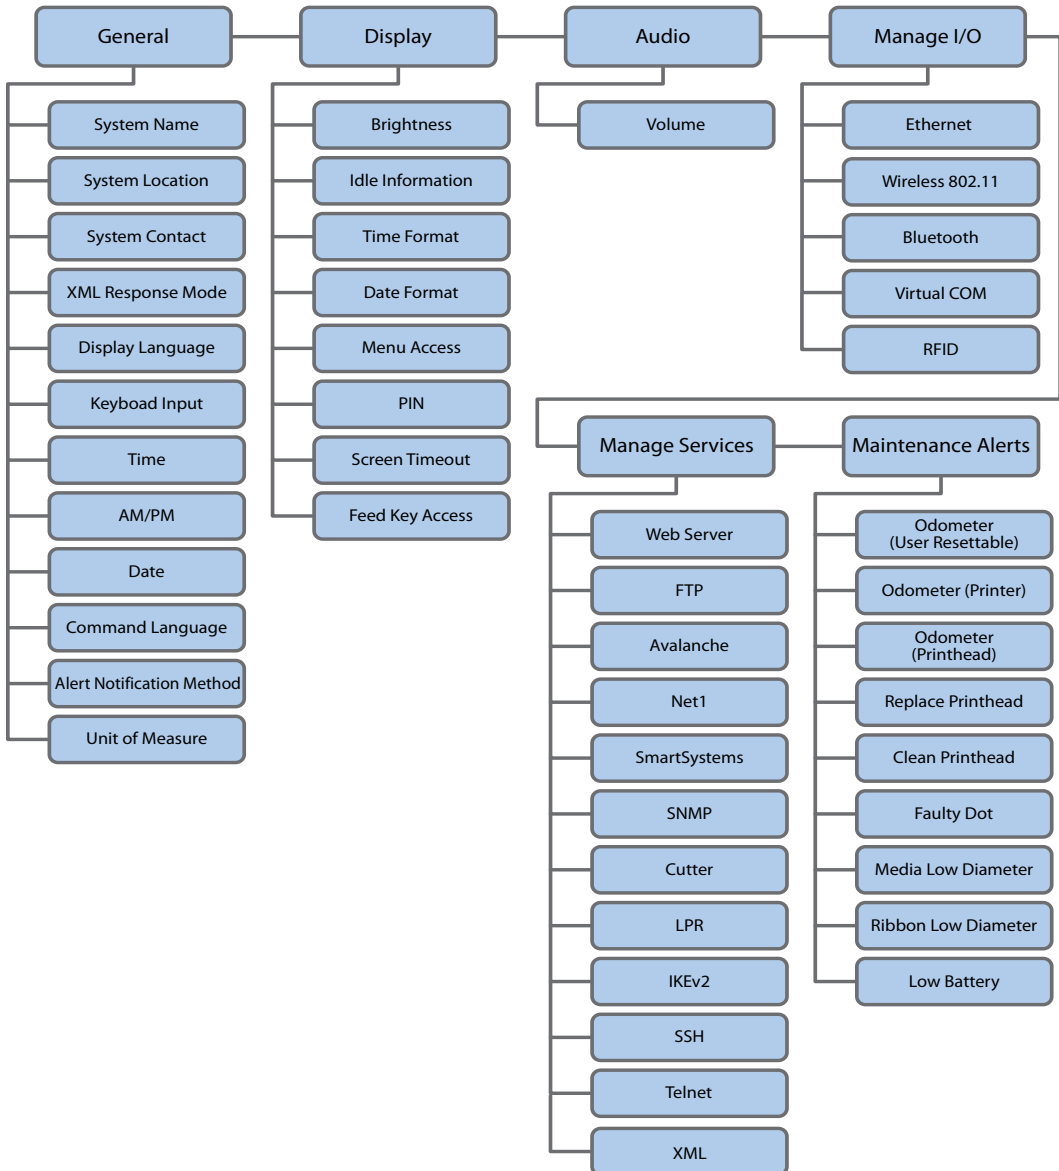 General
System Name
System Location
System Contact
XML Response Mode
Display Language
Keyboad Input
Time
AM/PM
Date
Command Language
Alert Notification Method
Unit of Measure
Display
Brightness
Idle Information
Time Format
Date Format
Menu Access
PIN
Screen Timeout
Feed Key Access
Audio
Volume
Manage I/O
Ethernet
Wireless 802.11
Bluetooth
Virtual COM
RFID
Manage Services
Web Server
FTP
Avalanche
Net1
SmartSystems
SNMP
Cutter
LPR
IKEv2
SSH
Telnet
XML
Maintenance Alerts
Odometer
(User Resettable)
Odometer (Printer)
Odometer
(Printhead)
Replace Printhead
Clean Printhead
Faulty Dot
Media Low Diameter
Ribbon Low Diameter
Low Battery